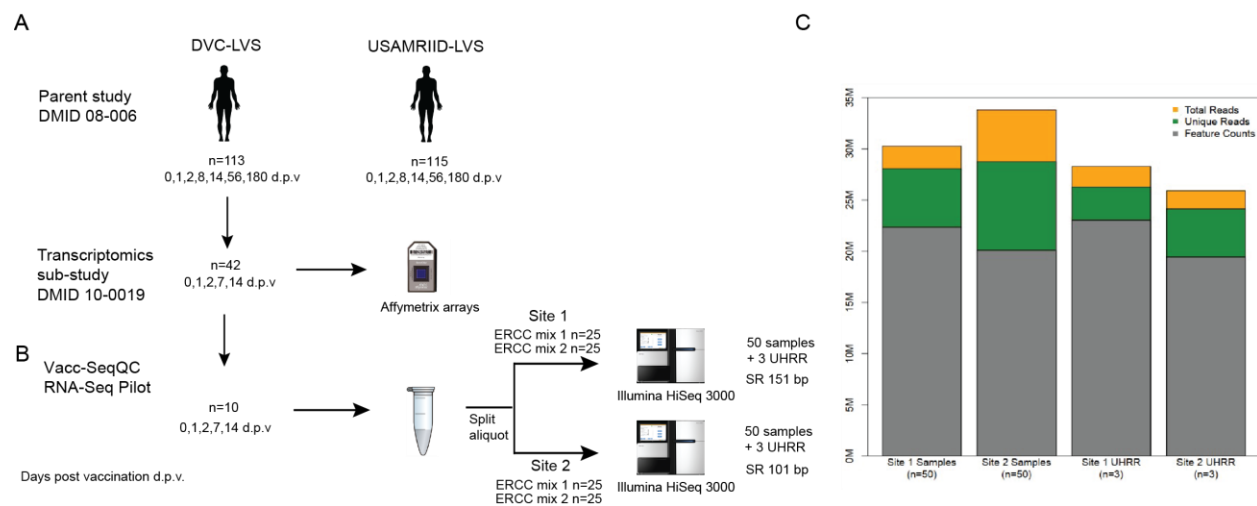 A
DVC-LVS
USAMRIID-LVS
Parent study
DMID 08-006
n=113
0,1,2,8,14,56,180 d.p.v
n=115
0,1,2,8,14,56,180 d.p.v
Transcriptomics
sub-study
DMID 10-0019
n=42
0,1,2,7,14 d.p.v
Affymetrix arrays
B
Vacc-SeqQC
RNA-Seq Pilot
n=10
0,1,2,7,14 d.p.v
Split
aliquot
Site 1
ERCC mix 1 n=25
ERCC mix 2 n=25
Illumina HiSeq 3000
50 samples
+ 3 UHRR
SR 151 bp
Site 2
ERCC mix 1 n=25
ERCC mix 2 n=25
Illumina HiSeq 3000
50 samples
+ 3 UHRR
SR 101 bp
Days post vaccination d.p.v.
C
Total Reads
Unique Reads
Feature Counts
35M
30M
25M
20M
15M
10M
5M
0M
Site 1 Samples
(n=50)
Site 2 Samples
(n=50)
Site 1 UHRR
(n=3)
Site 2 UHRR
(n=3)